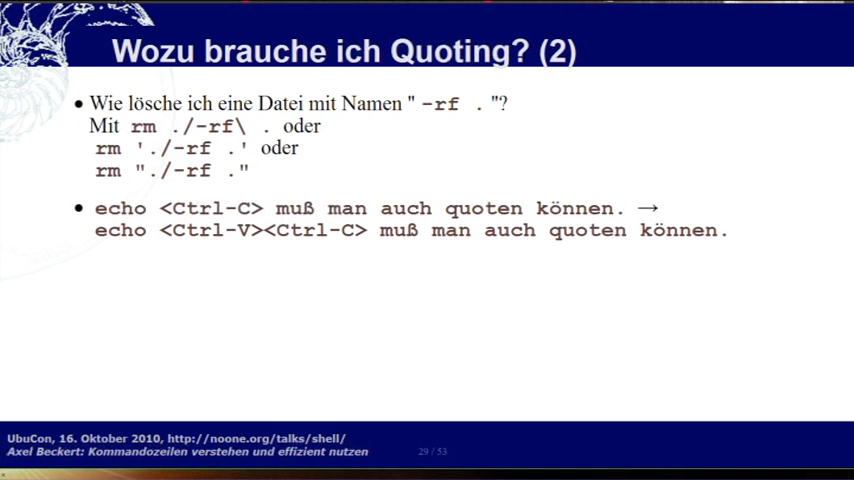 Wozu brauche ich Quoting? (2)
• Wie lösche ich eine Datei mit Namen " -rf . "?
Mit rm ./-rf\ . oder
rm './-rf .' oder
rm "./-rf ."
• echo <Ctrl-C> muß man auch quoten können. →
echo <Ctrl-V><Ctrl-C> muß man auch quoten können.
UbuCon, 16. Oktober 2010, http://noone.org/talks/shell/
Axel Beckert: Kommandozeilen verstehen und effizient nutzen
29 / 53